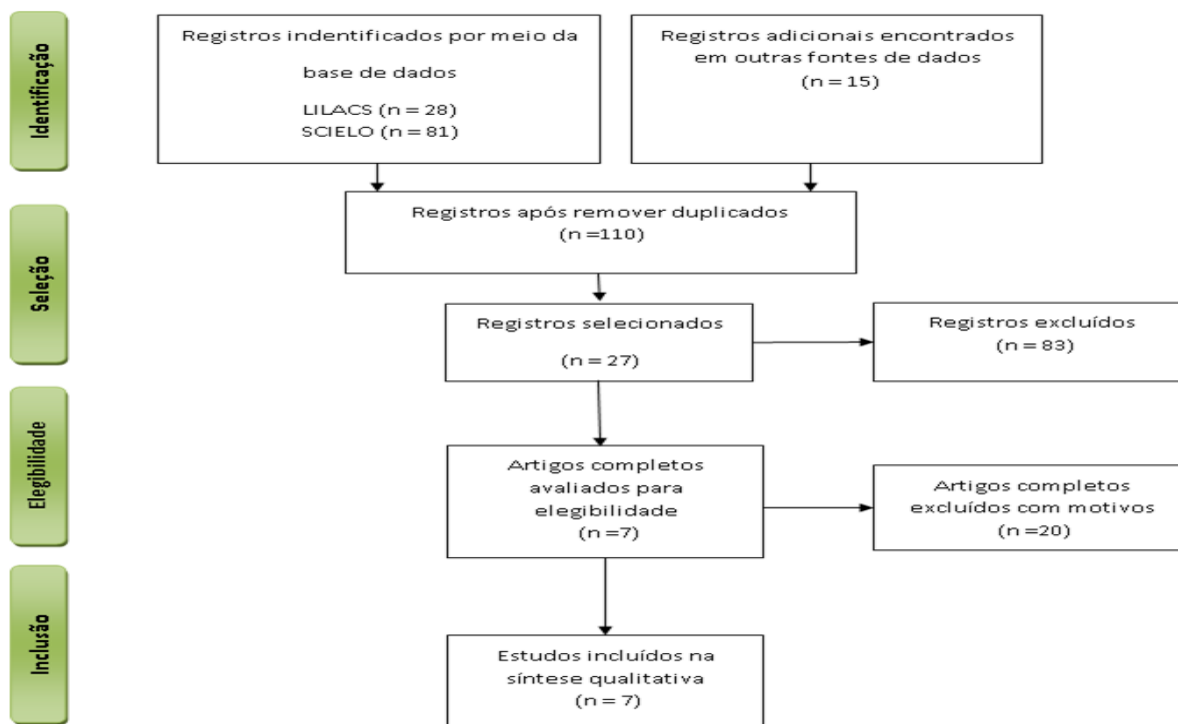 Identificação
Registros indentificados por meio da
base de dados
LILACS (n = 28)
SCIELO (n = 81)
Registros adicionais encontrados
em outras fontes de dados
(n = 15)
Seleção
Registros após remover duplicados
(n =110)
Registros selecionados
(n = 27)
Registros excluídos
(n = 83)
Elegibilidade
Artigos completos
avaliados para
elegibilidade
(n =7)
Artigos completos
excluídos com motivos
(n =20)
Inclusão
Estudos incluídos na
síntese qualitativa
(n = 7)